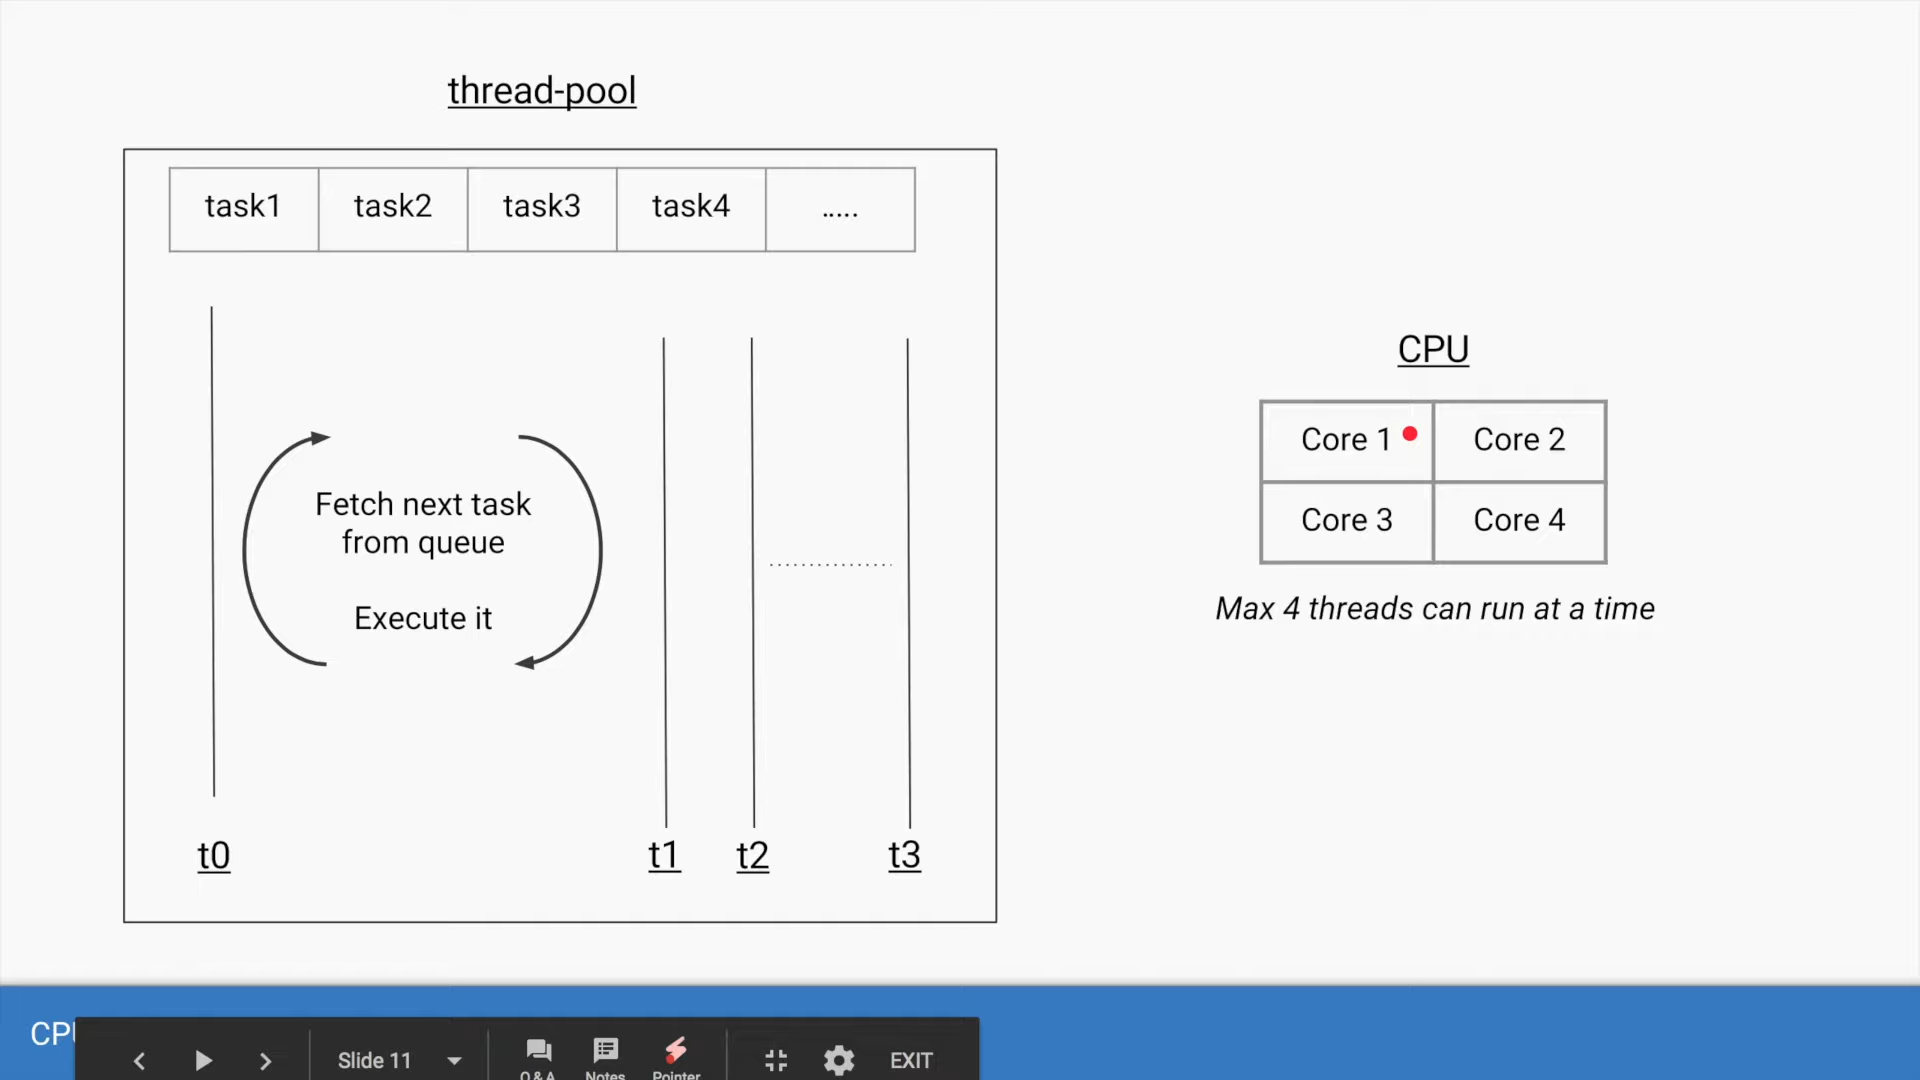 thread-pool
task1 task2 task3 task4 .....
Fetch next task
from queue
Execute it
t0 t1 t2 t3
CPU
Core 1 Core 2
Core 3 Core 4
Max 4 threads can run at a time
Slide 11
Q & A Notes Pointer
EXIT